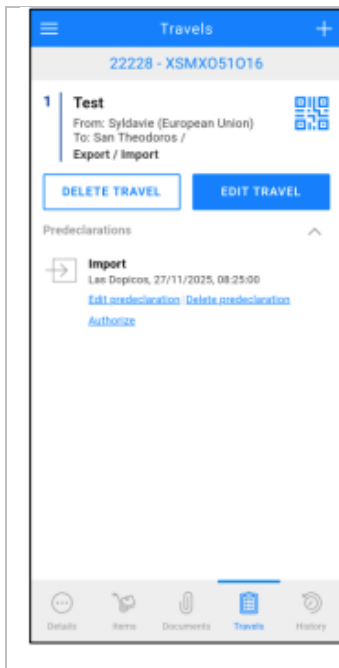 Travels
22228 - XSMXO51O16
1
Test
From: Syldavie (European Union)
To: San Theodoros /
Export / Import
DELETE TRAVEL
EDIT TRAVEL
Predeclarations
Import
Las Dopicos, 27/11/2025, 08:25:00
Edit predeclaration Delete predeclaration
Authorize
Details Items Documents Travels History